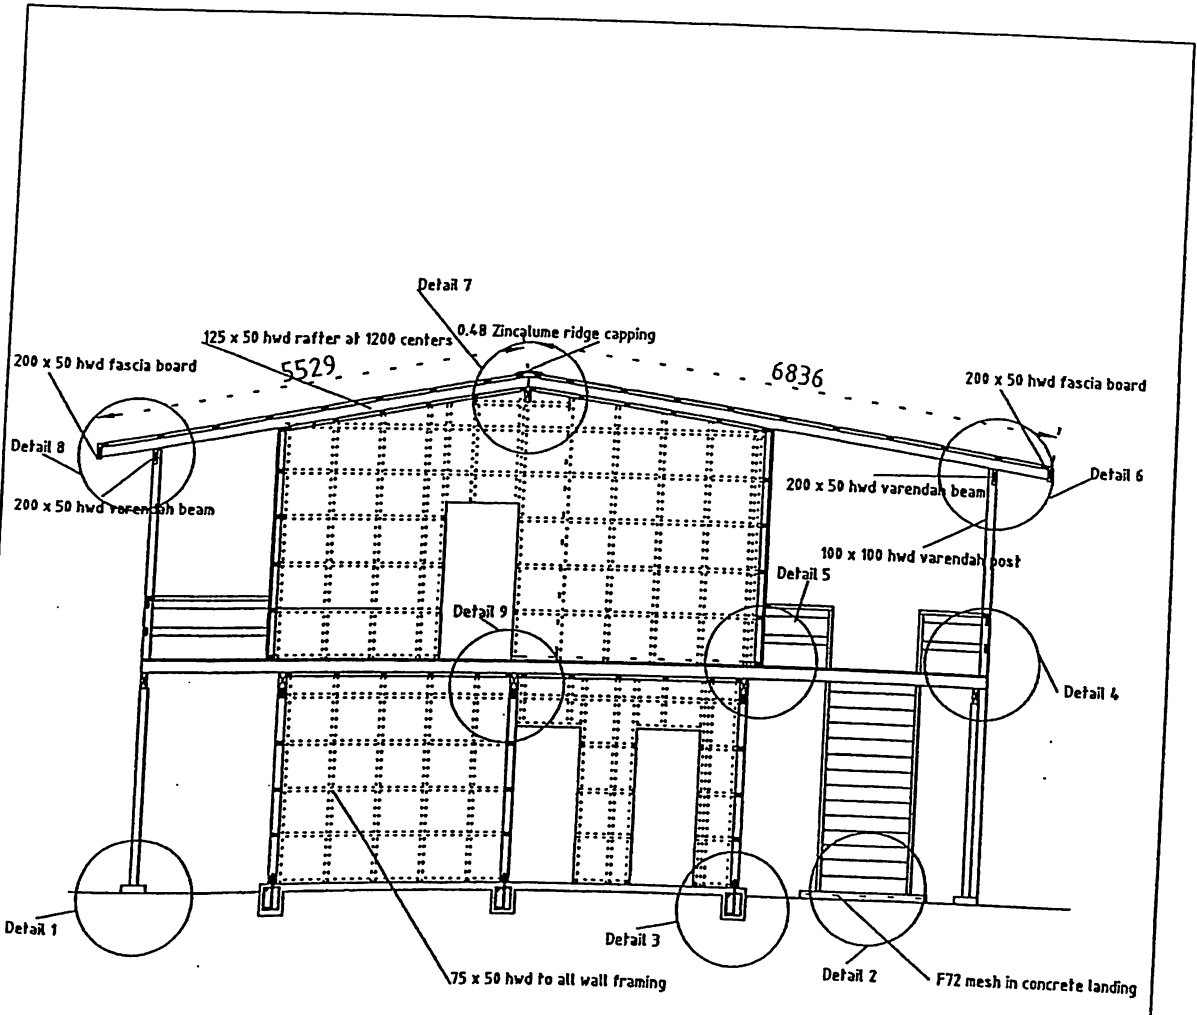 Detail 7
125 x 50 hwd rafter at 1200 centers
0.48 Zincalume ridge capping
200 x 50 hwd fascia board
5529
6836
200 x 50 hwd fascia board
Detail 8
Detail 6
200 x 50 hwd varendah beam
200 x 50 hwd varendah beam
100 x 100 hwd varendah post
Detail 5
Detail 9
Detail 4
Detail 1
Detail 3
Detail 2
75 x 50 hwd to all wall framing
F72 mesh in concrete landing